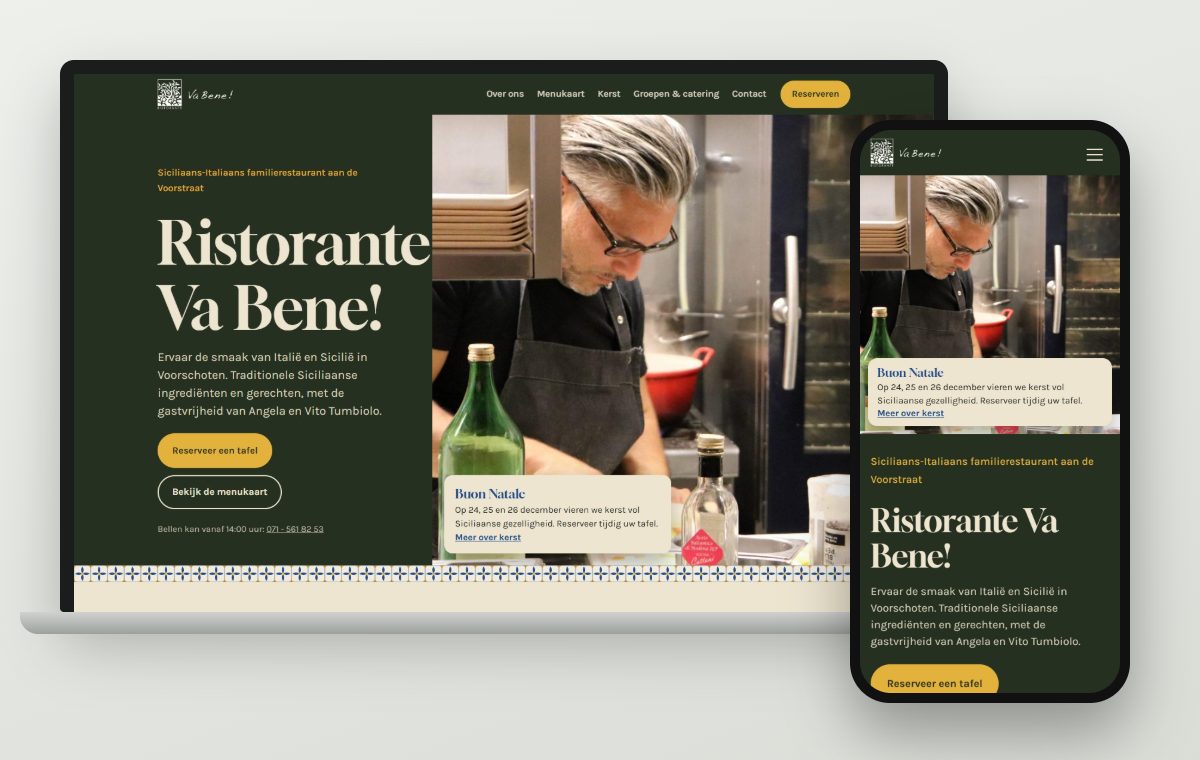 Va Bene!
RISTORANTE
Over ons Menukaart Kerst Groepen & catering Contact Reserveren
Siciliaans-Italiaans familierestaurant aan de
Voorstraat
Ristorante
Va Bene!
Ervaar de smaak van Italië en Sicilië in
Voorschoten. Traditionele Siciliaanse
ingrediënten en gerechten, met de
gastvrijheid van Angela en Vito Tumbiolo.
Reserveer een tafel
Bekijk de menukaart
Bellen kan vanaf 14:00 uur: 071 - 561 82 53
Buon Natale
Op 24, 25 en 26 december vieren we kerst vol
Siciliaanse gezelligheid. Reserveer tijdig uw tafel.
Meer over kerst
Va Bene!
RISTORANTE
Buon Natale
Op 24, 25 en 26 december vieren we kerst vol
Siciliaanse gezelligheid. Reserveer tijdig uw tafel.
Meer over kerst
Siciliaans-Italiaans familierestaurant aan de
Voorstraat
Ristorante Va
Bene!
Ervaar de smaak van Italië en Sicilië in
Voorschoten. Traditionele Siciliaanse
ingrediënten en gerechten, met de
gastvrijheid van Angela en Vito Tumbiolo.
Reserveer een tafel